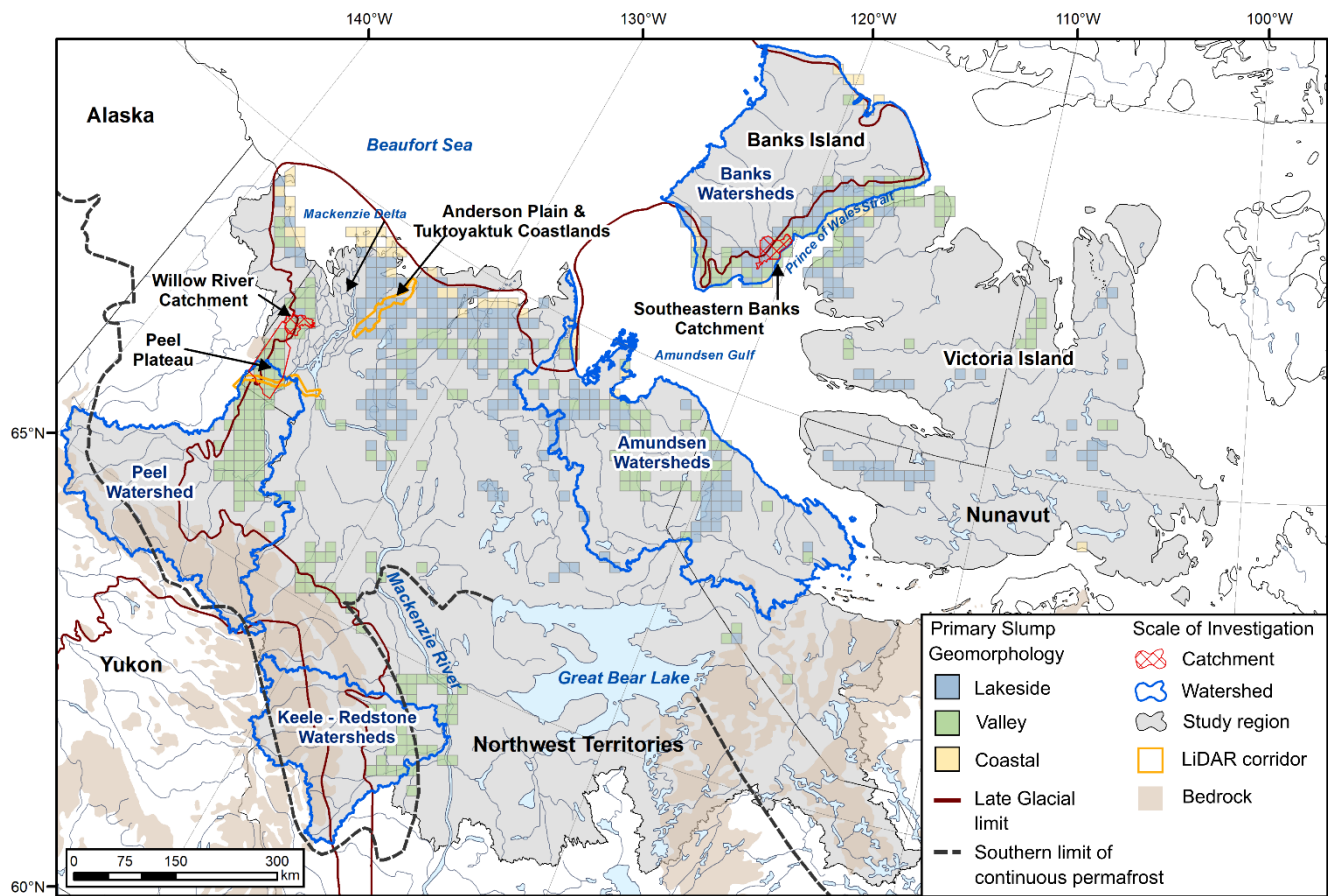 140°W
130°W
120°W
110°W
100°W
Alaska
Beaufort Sea
Banks Island
Banks
Watersheds
Mackenzie Delta
Anderson Plain &
Tuktoyaktuk Coastlands
Prince of Wales Strait
Willow River
Catchment
Southeastern Banks
Catchment
Peel
Plateau
Amundsen Gulf
Victoria Island
65°N
Amundsen
Watersheds
Peel
Watershed
Nunavut
Mackenzie River
Yukon
Great Bear Lake
Keele - Redstone
Watersheds
Northwest Territories
60°N
0 75 150 300
km
Primary Slump
Geomorphology
Lakeside
Valley
Coastal
Late Glacial
limit
Southern limit of
continuous permafrost
Scale of Investigation
Catchment
Watershed
Study region
LiDAR corridor
Bedrock